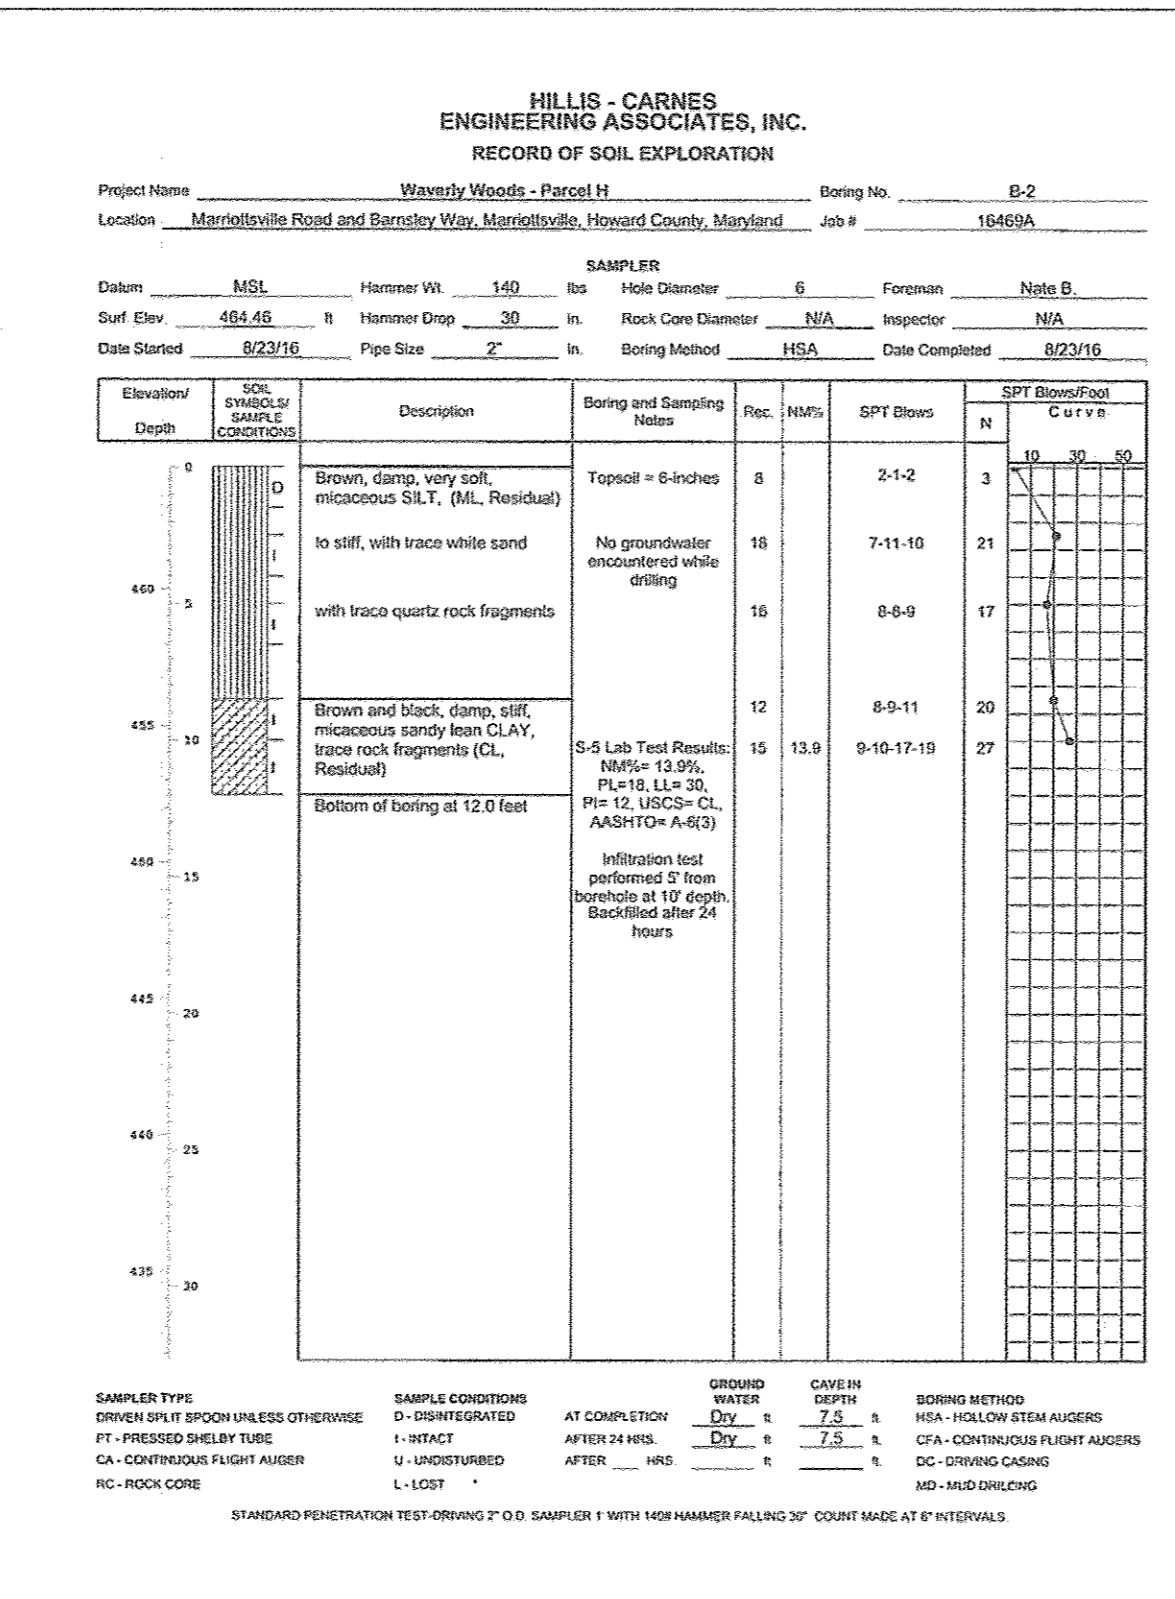 HILLIS - CARNES
ENGINEERING ASSOCIATES, INC.
RECORD OF SOIL EXPLORATION
Project Name Waverly Woods - Parcel H Boring No. B-2
Location Marriottsville Road and Barnsley Way, Marriottsville, Howard County, Maryland Job # 16469A
SAMPLER
Datum MSL Hammer Wt. 140 lbs Hole Diameter 6 Foreman Nate B.
Surf. Elev. 464.46 ft Hammer Drop 30 in. Rock Core Diameter N/A Inspector N/A
Date Started 8/23/16 Pipe Size 2" in. Boring Method HSA Date Completed 8/23/16
Elevation/
Depth
SOIL
SYMBOLS/
SAMPLE
CONDITIONS
Description
Boring and Sampling
Notes
Rec.
NM%
SPT Blows
SPT Blows/Foot
N
Curve
10 30 50
0
D
Brown, damp, very soft,
micaceous SILT, (ML, Residual)
Topsoil = 6-inches
8
2-1-2
3
I
to stiff, with trace white sand
No groundwater
encountered while
drilling
18
7-11-10
21
460
5
I
with trace quartz rock fragments
16
8-8-9
17
I
Brown and black, damp, stiff,
micaceous sandy lean CLAY,
trace rock fragments (CL,
Residual)
12
8-9-11
20
455
10
I
S-5 Lab Test Results:
NM%= 13.9%,
PL=18, LL= 30,
PI= 12, USCS= CL,
AASHTO= A-6(3)
15
13.9
9-10-17-19
27
Bottom of boring at 12.0 feet
Infiltration test
performed 5' from
borehole at 10' depth.
Backfilled after 24
hours
450
15
445
20
440
25
435
30
GROUND CAVE IN
SAMPLER TYPE SAMPLE CONDITIONS WATER DEPTH BORING METHOD
DRIVEN SPLIT SPOON UNLESS OTHERWISE D - DISINTEGRATED AT COMPLETION Dry ft 7.5 ft. HSA - HOLLOW STEM AUGERS
PT - PRESSED SHELBY TUBE I - INTACT AFTER 24 HRS. Dry ft 7.5 ft. CFA - CONTINUOUS FLIGHT AUGERS
CA - CONTINUOUS FLIGHT AUGER U - UNDISTURBED AFTER ___ HRS. ft ft. DC - DRIVING CASING
RC - ROCK CORE L - LOST MD - MUD DRILLING
STANDARD PENETRATION TEST-DRIVING 2" O.D. SAMPLER 1' WITH 140# HAMMER FALLING 30" COUNT MADE AT 6" INTERVALS.